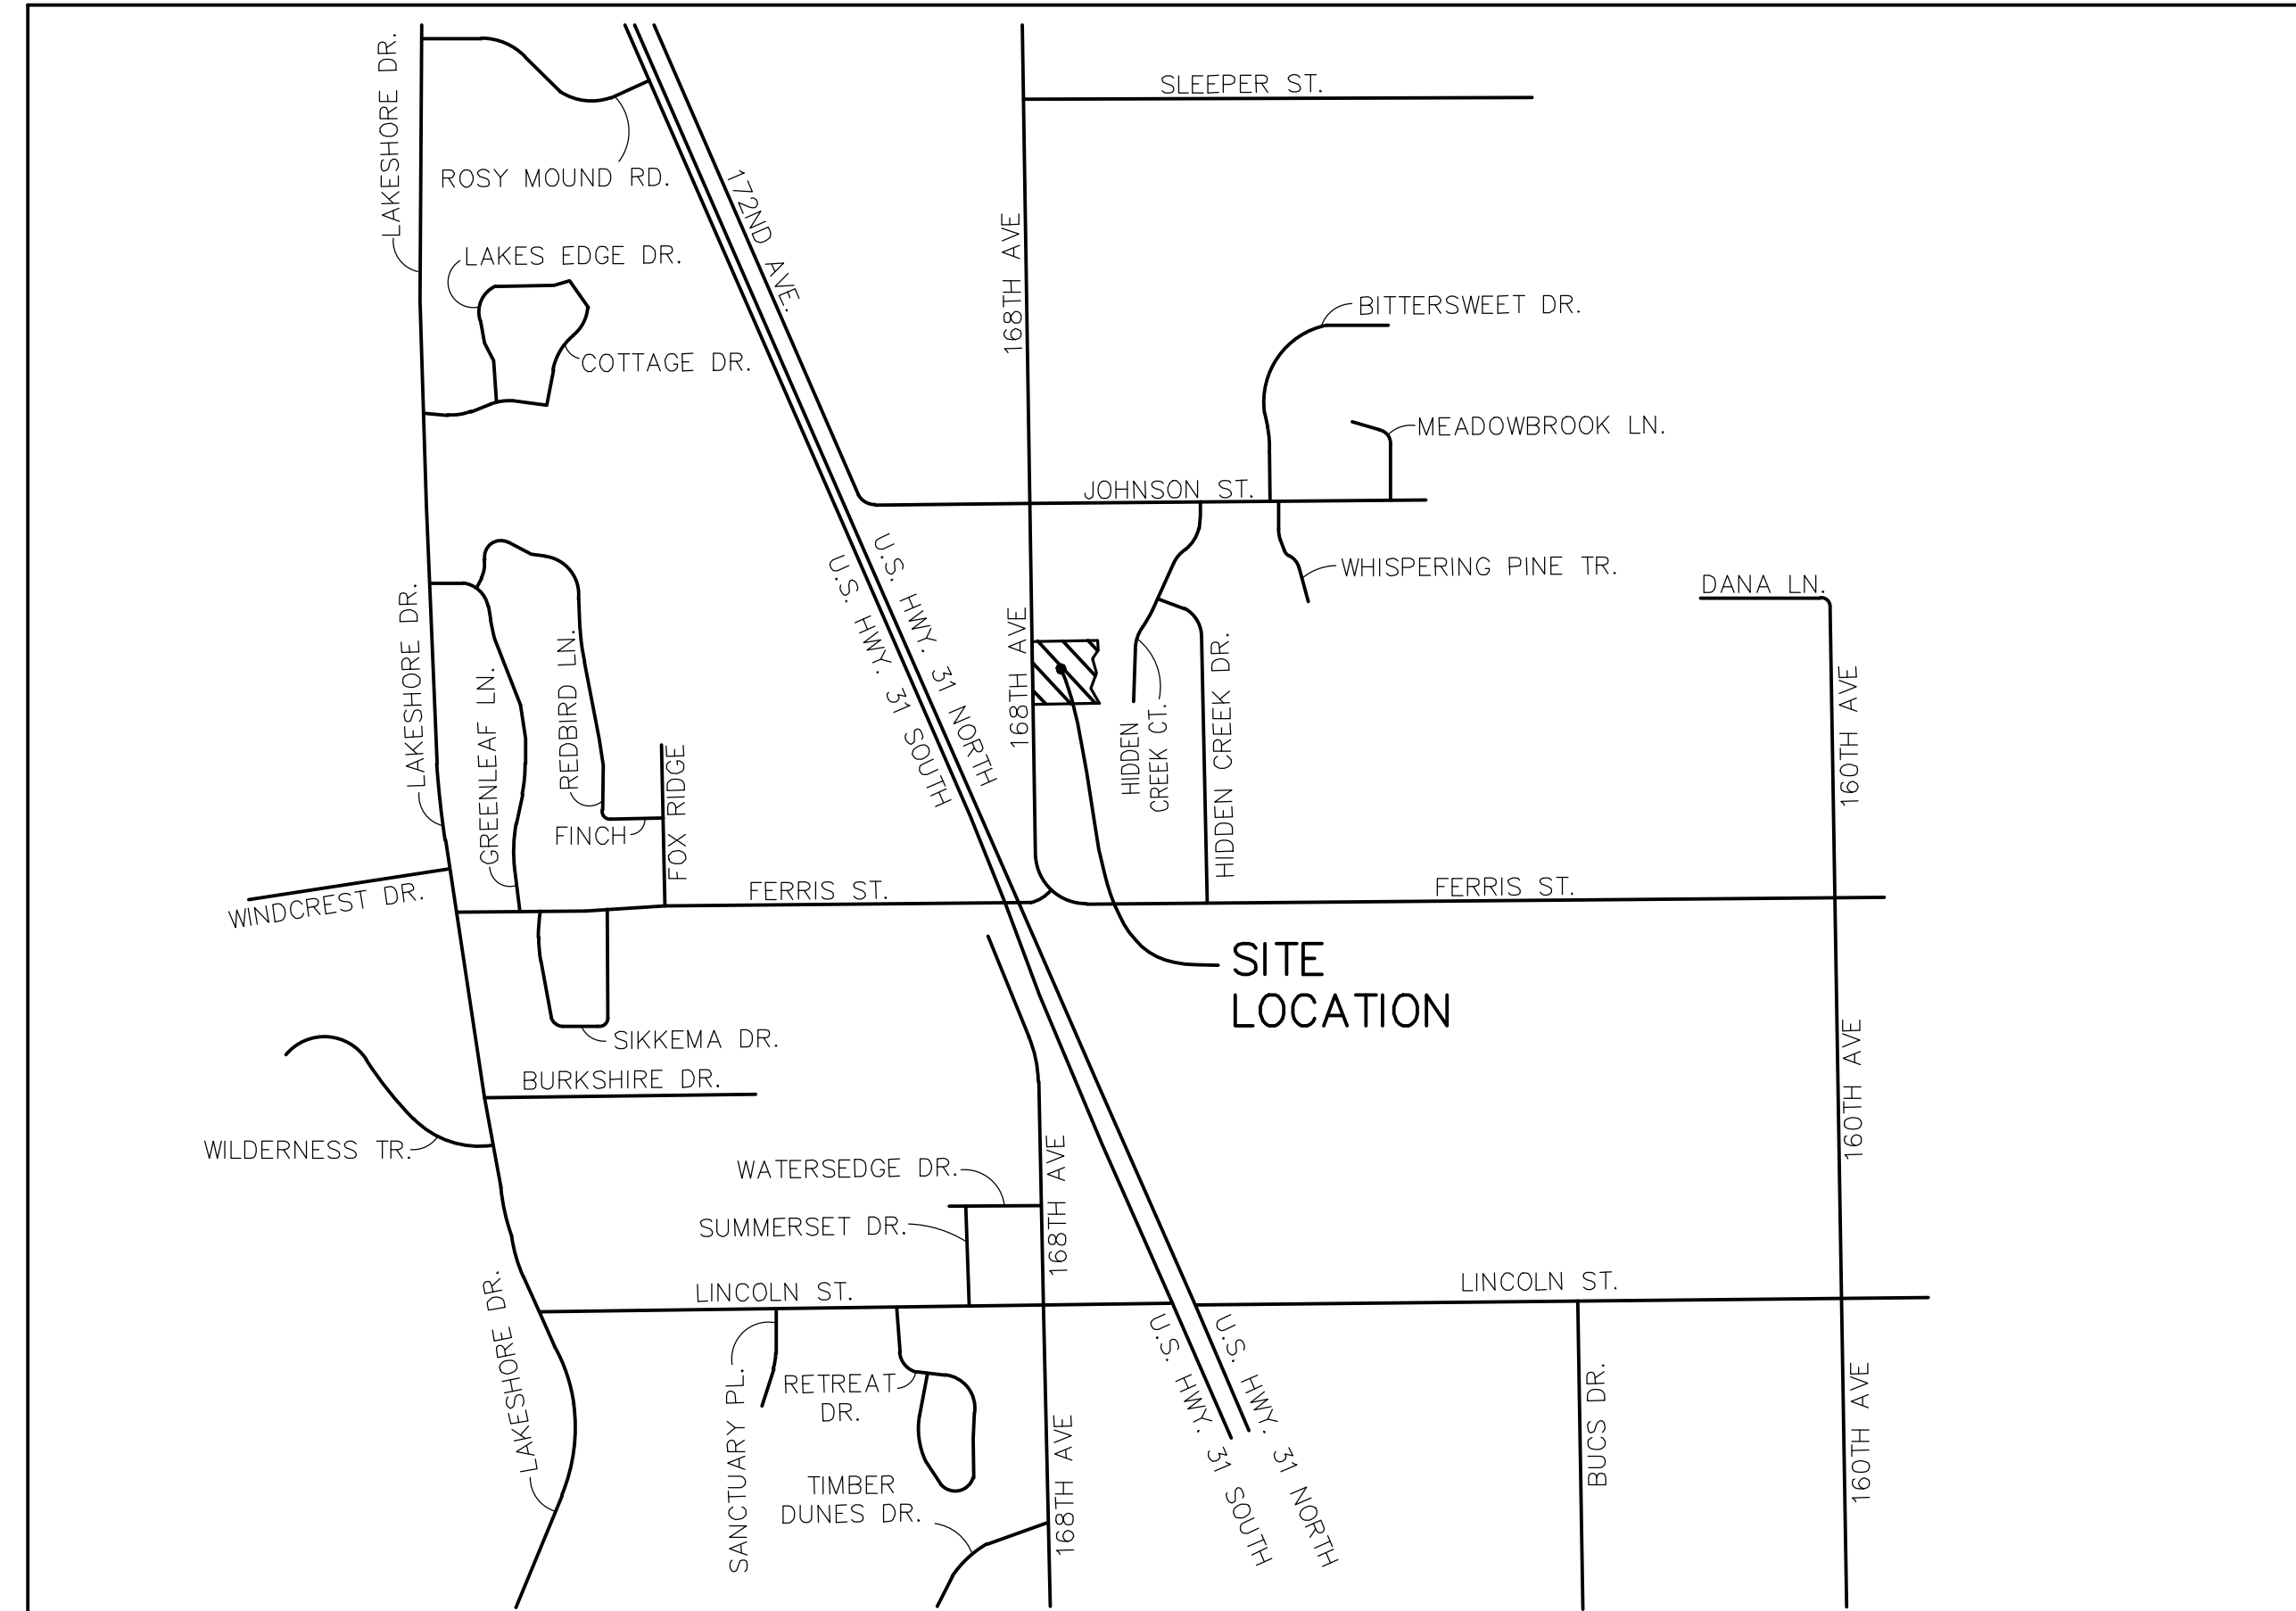 LAKESHORE DR.
SLEEPER ST.
ROSY MOUND RD.
172ND AVE.
168TH AVE
LAKES EDGE DR.
BITTERSWEET DR.
COTTAGE DR.
MEADOWBROOK LN.
JOHNSON ST.
U.S. HWY. 31 NORTH
U.S. HWY. 31 SOUTH
WHISPERING PINE TR.
DANA LN.
LAKESHORE DR.
GREENLEAF LN.
REDBIRD LN.
168TH AVE
HIDDEN CREEK DR.
HIDDEN
CREEK CT.
160TH AVE
FOX RIDGE
FINCH
FERRIS ST.
FERRIS ST.
WINDCREST DR.
SITE
LOCATION
SIKKEMA DR.
160TH AVE
BURKSHIRE DR.
WILDERNESS TR.
WATERSEDGE DR.
168TH AVE
SUMMERSET DR.
LINCOLN ST.
LINCOLN ST.
LAKESHORE DR.
U.S. HWY. 31 SOUTH
U.S. HWY. 31 NORTH
SANCTUARY PL.
RETREAT
DR.
BUCS DR.
160TH AVE
168TH AVE
TIMBER
DUNES DR.